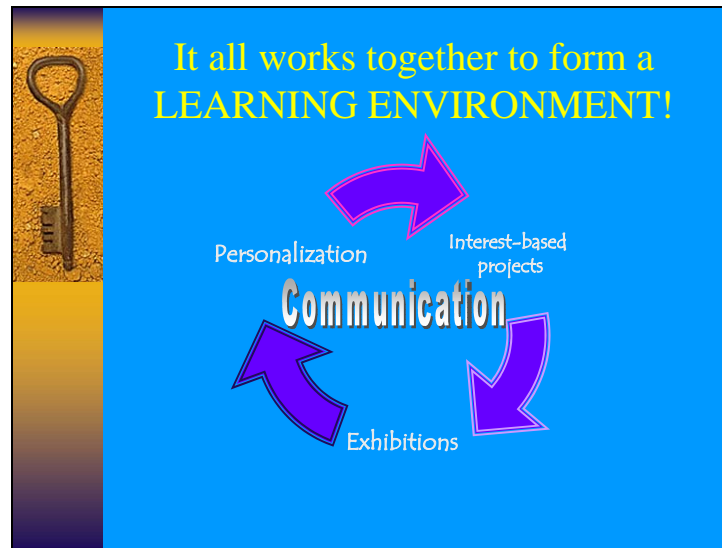 It all works together to form a
LEARNING ENVIRONMENT!
Personalization
Interest-based
projects
Communication
Exhibitions